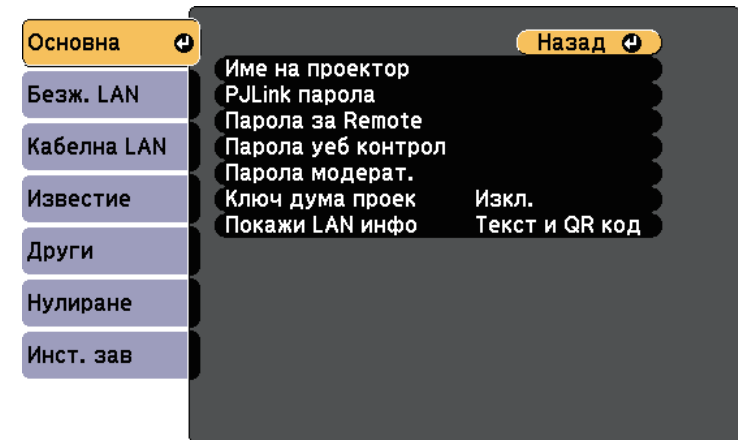 Основна
Безж. LAN
Кабелна LAN
Известие
Други
Нулиране
Инст. зав
Назад
Име на проектор
PJLink парола
Парола за Remote
Парола уеб контрол
Парола модерат.
Ключ дума проек Изкл.
Покажи LAN инфо Текст и QR код